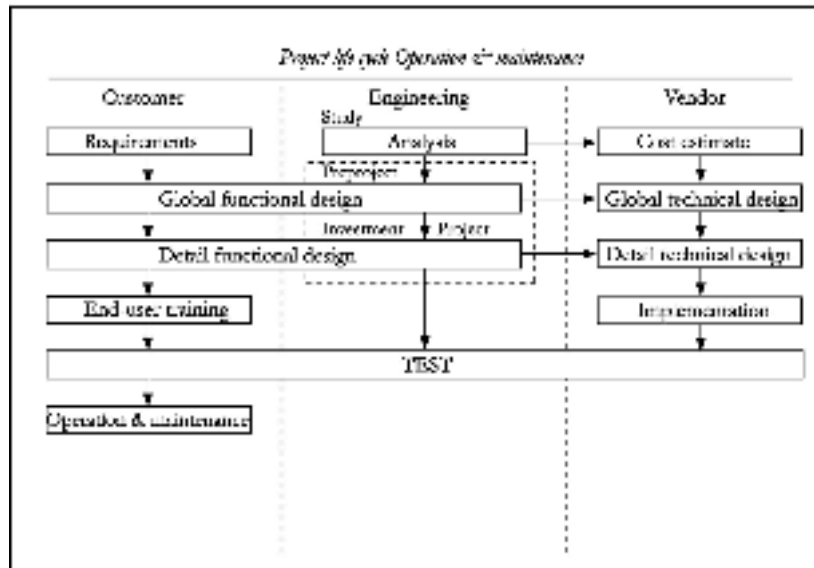 Project life cycle Operation & maintenance
Customer Engineering Vendor
Study
Requirements Analysis Cost estimate
Preproject
Global functional design Global technical design
Investment Project
Detail functional design Detail technical design
End-user training Implementation
TEST
Operation & maintenance